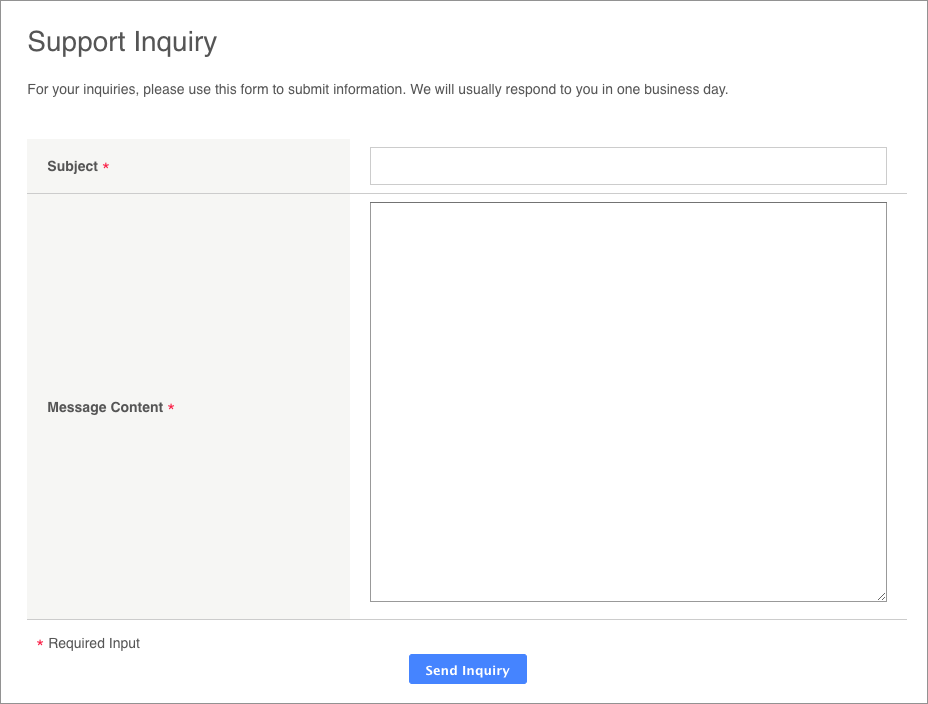 Support Inquiry
For your inquiries, please use this form to submit information. We will usually respond to you in one business day.
Subject *
Message Content *
* Required Input
Send Inquiry